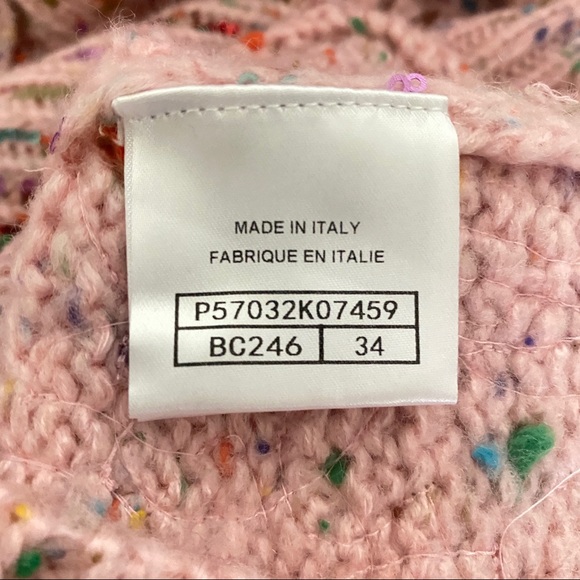 MADE IN ITALY
FABRIQUE EN ITALIE
P57032K07459
BC246 34